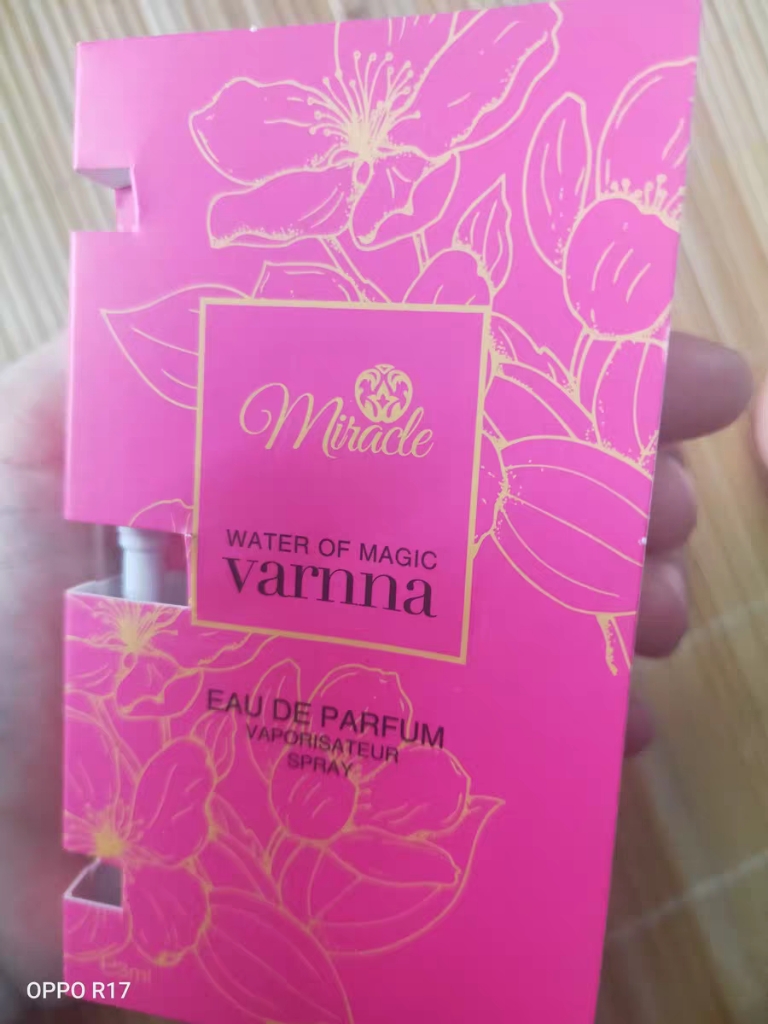 Miracle
WATER OF MAGIC
varnna
EAU DE PARFUM
VAPORISATEUR
SPRAY
OPPO R17